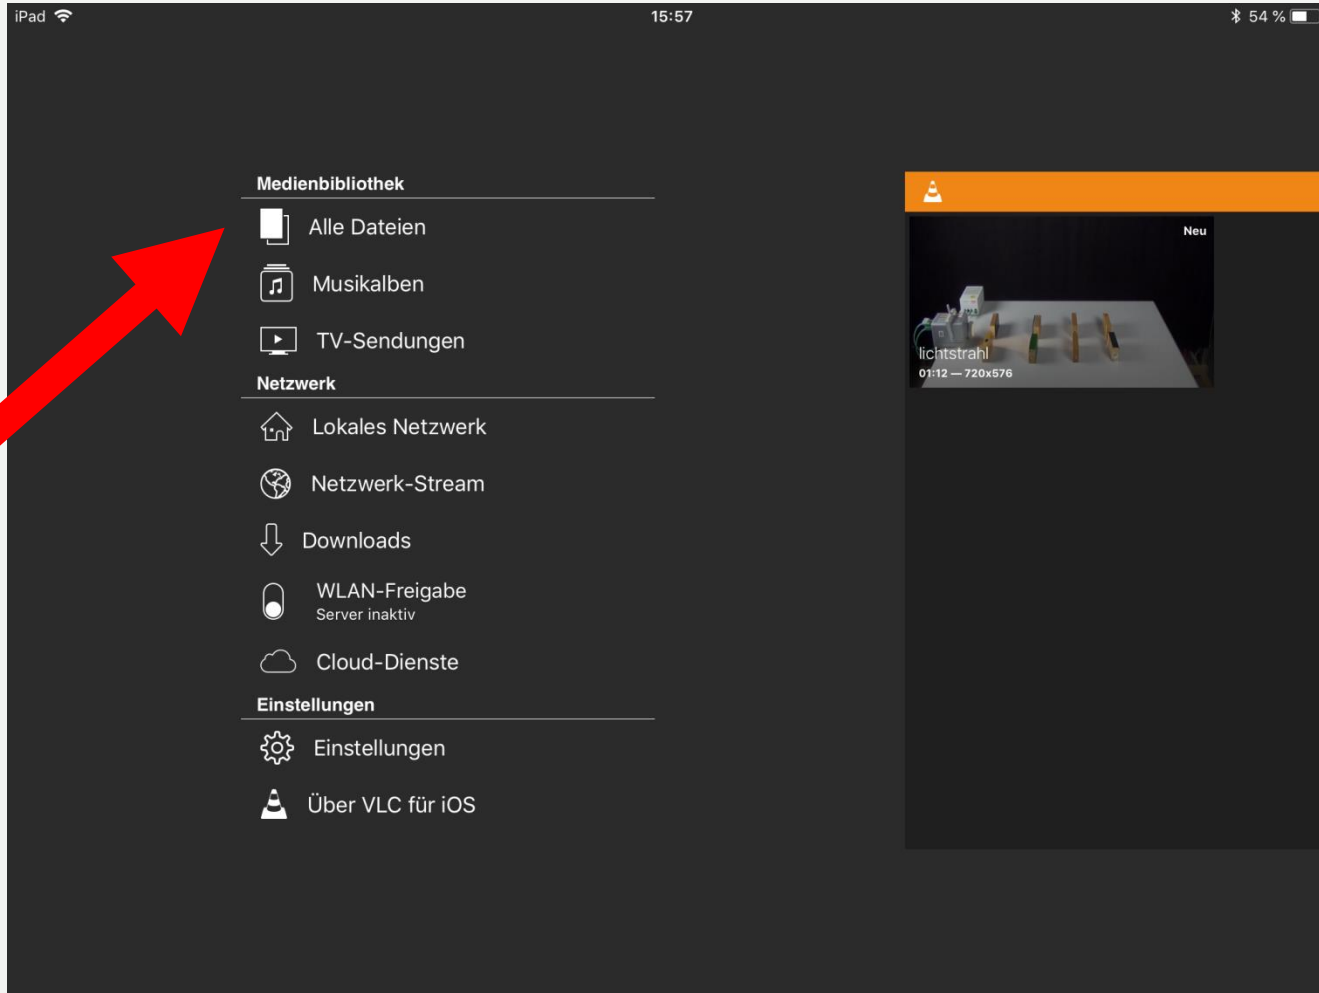 iPad 15:57 54 %
Medienbibliothek
Alle Dateien
Musikalben
TV-Sendungen
Netzwerk
Lokales Netzwerk
Netzwerk-Stream
Downloads
WLAN-Freigabe
Server inaktiv
Cloud-Dienste
Einstellungen
Einstellungen
Über VLC für iOS
Neu
lichtstrahl
01:12 — 720x576